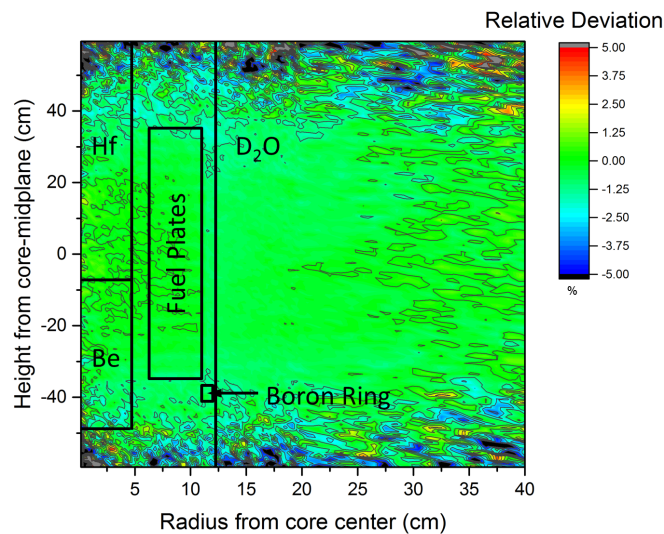 Relative Deviation
5.00
3.75
2.50
1.25
0.00
-1.25
-2.50
-3.75
-5.00
%
Height from core-midplane (cm)
40
20
0
-20
-40
Hf
D₂O
Fuel Plates
Be
Boron Ring
5 10 15 20 25 30 35 40
Radius from core center (cm)